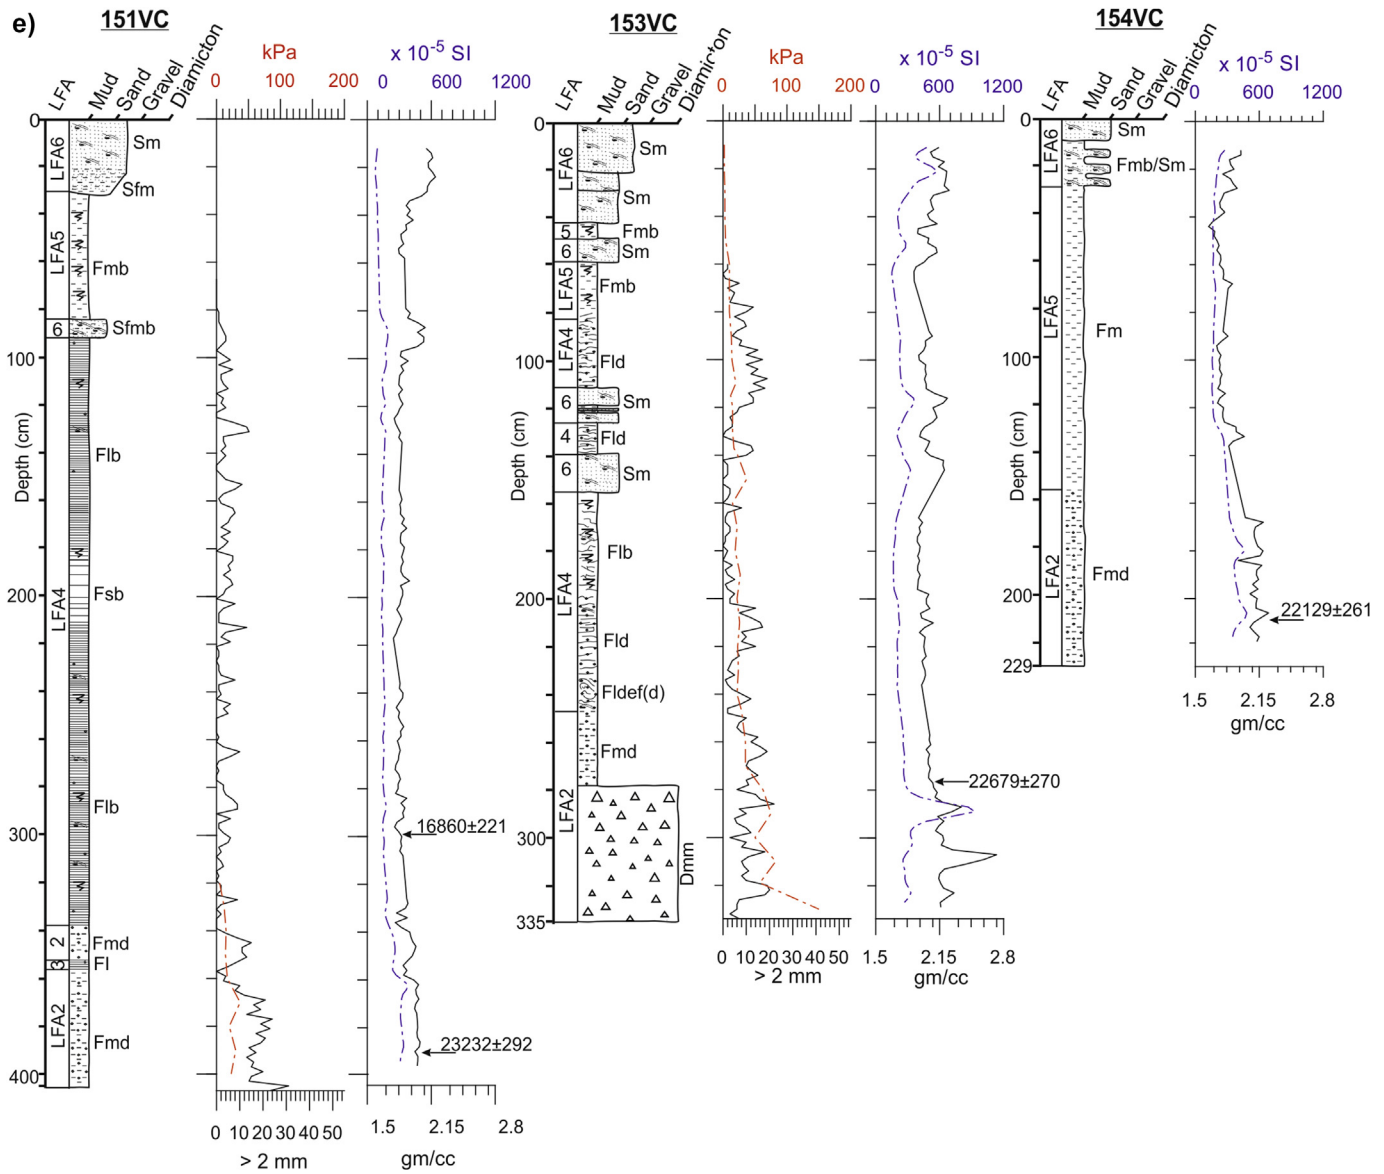 e)
151VC
LFA
Mud
Sand
Gravel
Diamicton
kPa
0 100 200
x 10-5 SI
0 600 1200
Depth (cm)
0
100
200
300
400
LFA6
LFA5
6
LFA4
2
3
LFA2
Sm
Sfm
Fmb
Sfmb
Flb
Fsb
Flb
Fmd
Fl
Fmd
16860±221
23232±292
0 10 20 30 40 50
> 2 mm
1.5 2.15 2.8
gm/cc
153VC
LFA
Mud
Sand
Gravel
kPa
0 100 200
x 10-5 SI
0 600 1200
Depth (cm)
0
100
200
300
335
LFA6
5
6
LFA5
LFA4
6
4
6
LFA4
LFA2
Sm
Sm
Fmb
Sm
Fmb
Fld
Sm
Fld
Sm
Flb
Fld
Fldef(d)
Fmd
Dmm
22679±270
0 10 20 30 40 50
> 2 mm
1.5 2.15 2.8
gm/cc
154VC
LFA
Mud
Sand
Gravel
Diamicton
x 10-5 SI
0 600 1200
Depth (cm)
0
100
200
229
LFA6
LFA5
LFA2
Sm
Fmb/Sm
Fm
Fmd
22129±261
1.5 2.15 2.8
gm/cc